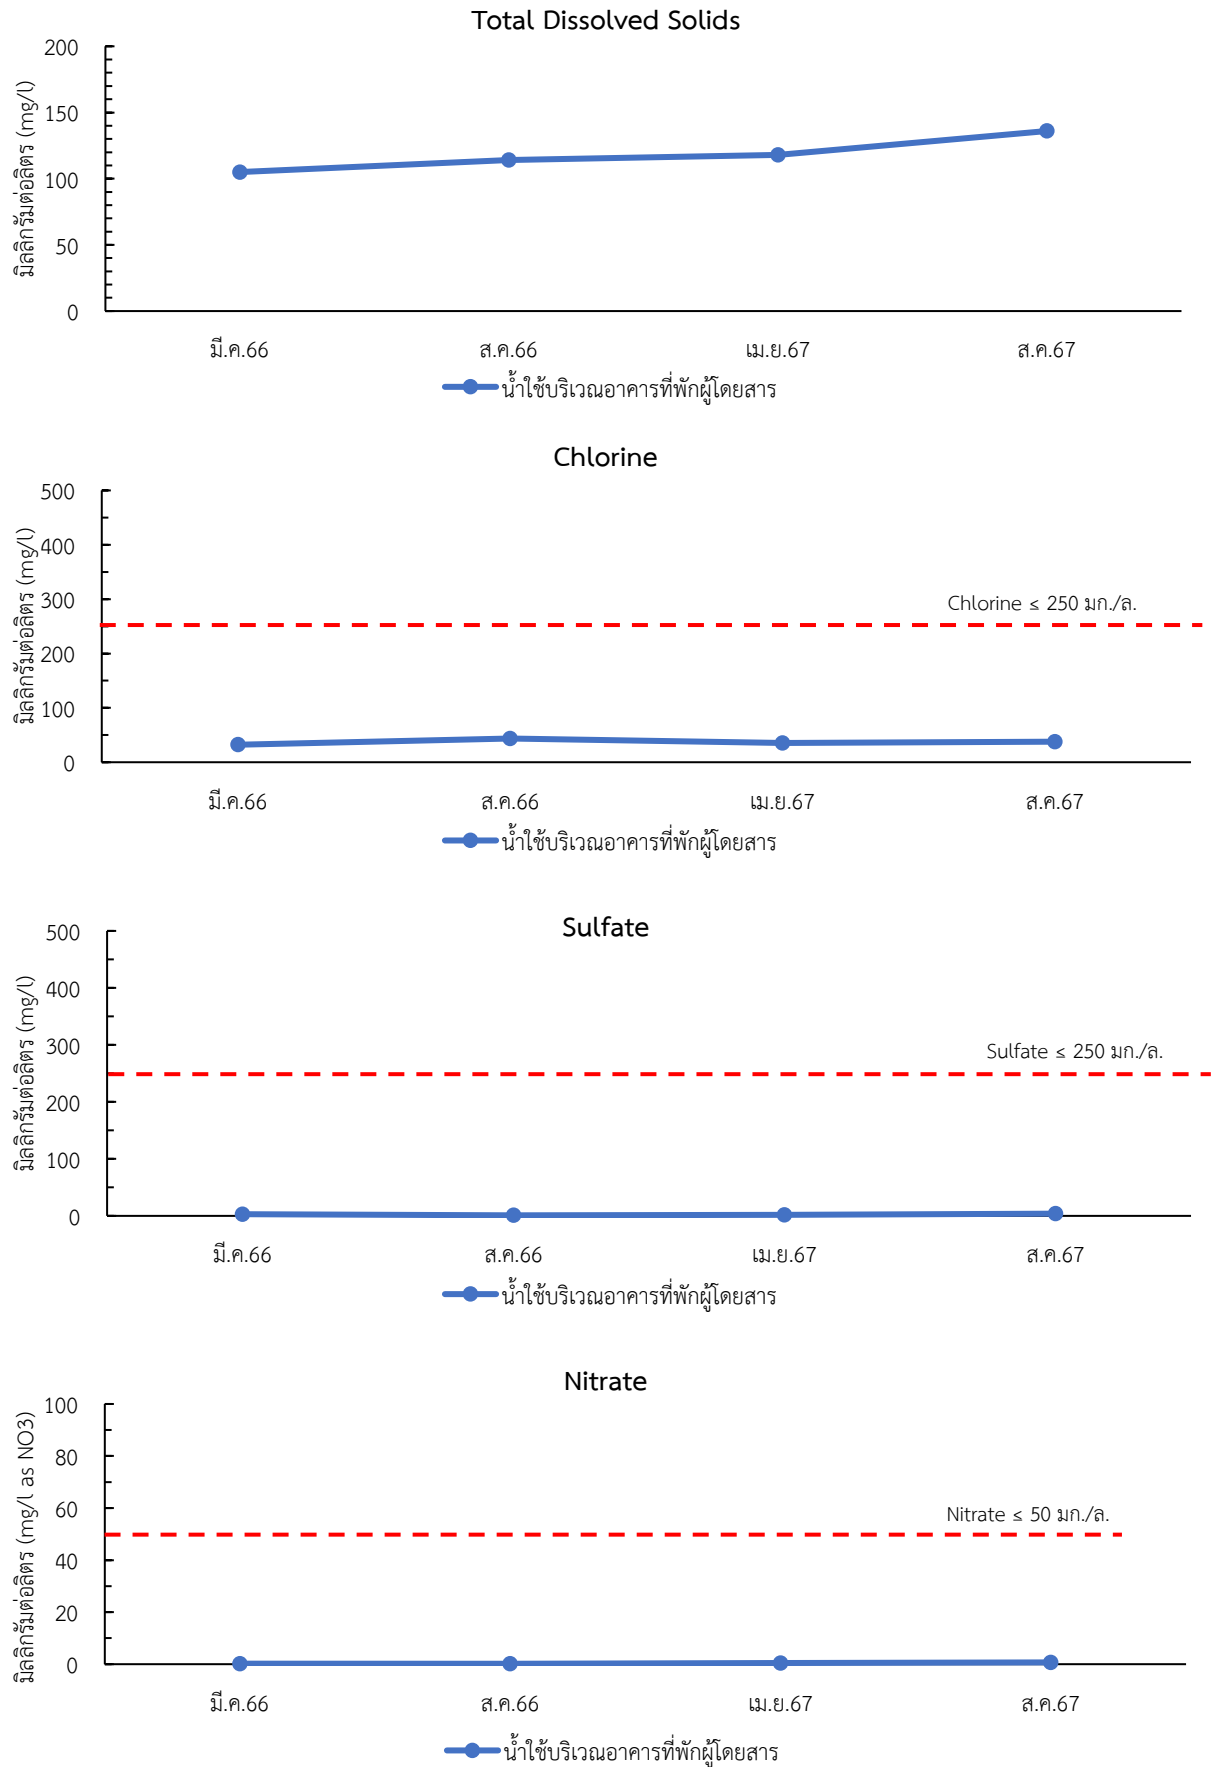 Total Dissolved Solids
มิลลิกรัมต่อลิตร (mg/l)
200
150
100
50
0
มี.ค.66 ส.ค.66 เม.ย.67 ส.ค.67
น้ำใช้บริเวณอาคารที่พักผู้โดยสาร
Chlorine
มิลลิกรัมต่อลิตร (mg/l)
500
400
300
200
100
0
Chlorine ≤ 250 มก./ล.
มี.ค.66 ส.ค.66 เม.ย.67 ส.ค.67
น้ำใช้บริเวณอาคารที่พักผู้โดยสาร
Sulfate
มิลลิกรัมต่อลิตร (mg/l)
500
400
300
200
100
0
Sulfate ≤ 250 มก./ล.
มี.ค.66 ส.ค.66 เม.ย.67 ส.ค.67
น้ำใช้บริเวณอาคารที่พักผู้โดยสาร
Nitrate
มิลลิกรัมต่อลิตร (mg/l as NO3)
100
80
60
40
20
0
Nitrate ≤ 50 มก./ล.
มี.ค.66 ส.ค.66 เม.ย.67 ส.ค.67
น้ำใช้บริเวณอาคารที่พักผู้โดยสาร